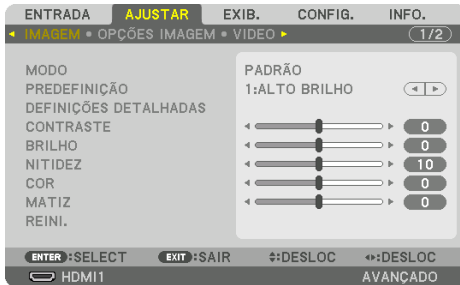 ENTRADA AJUSTAR EXIB. CONFIG. INFO.
IMAGEM • OPÇÕES IMAGEM • VIDEO 1/2
MODO PADRÃO
PREDEFINIÇÃO 1:ALTO BRILHO
DEFINIÇÕES DETALHADAS
CONTRASTE 0
BRILHO 0
NITIDEZ 10
COR 0
MATIZ 0
REINI.
ENTER :SELECT EXIT :SAIR :DESLOC :DESLOC
HDMI1 AVANÇADO